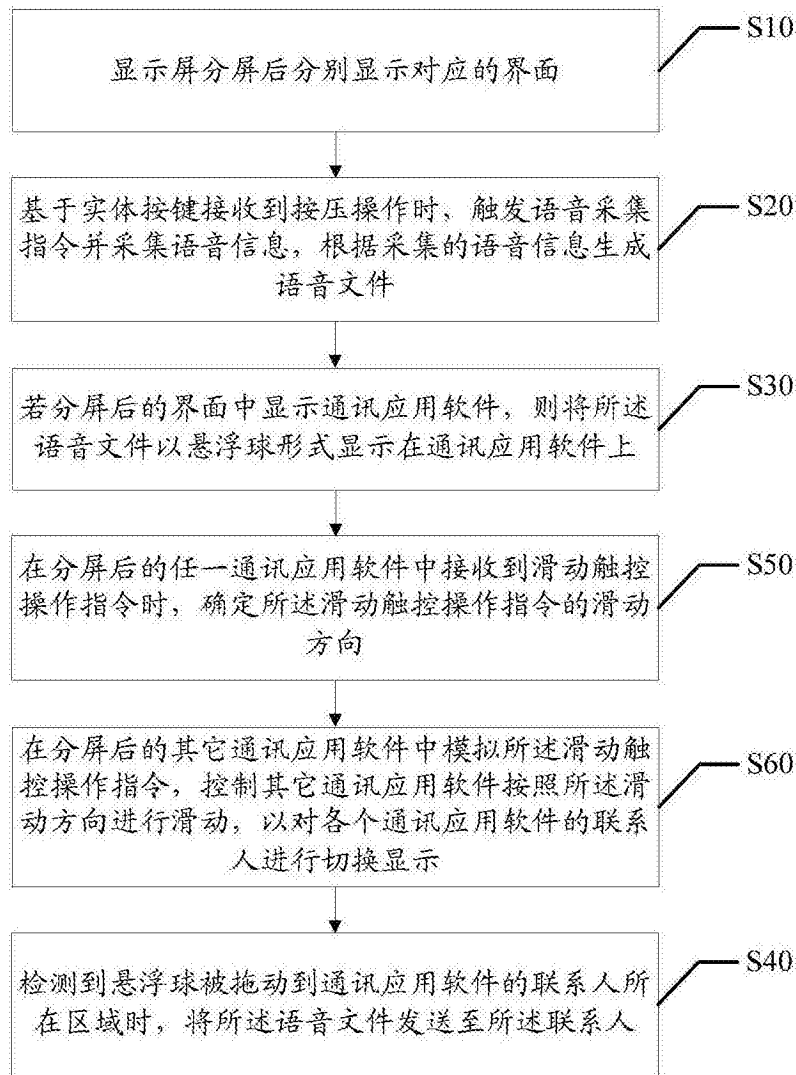 显示屏分屏后分别显示对应的界面
S10
基于实体按键接收到按压操作时、触发语音采集
指令并采集语音信息，根据采集的语音信息生成
语音文件
S20
若分屏后的界面中显示通讯应用软件，则将所述
语音文件以悬浮球形式显示在通讯应用软件上
S30
在分屏后的任一通讯应用软件中接收到滑动触控
操作指令时，确定所述滑动触控操作指令的滑动
方向
S50
在分屏后的其它通讯应用软件中模拟所述滑动触
控操作指令，控制其它通讯应用软件按照所述滑
动方向进行滑动，以对各个通讯应用软件的联系
人进行切换显示
S60
检测到悬浮球被拖动到通讯应用软件的联系人所
在区域时，将所述语音文件发送至所述联系人
S40